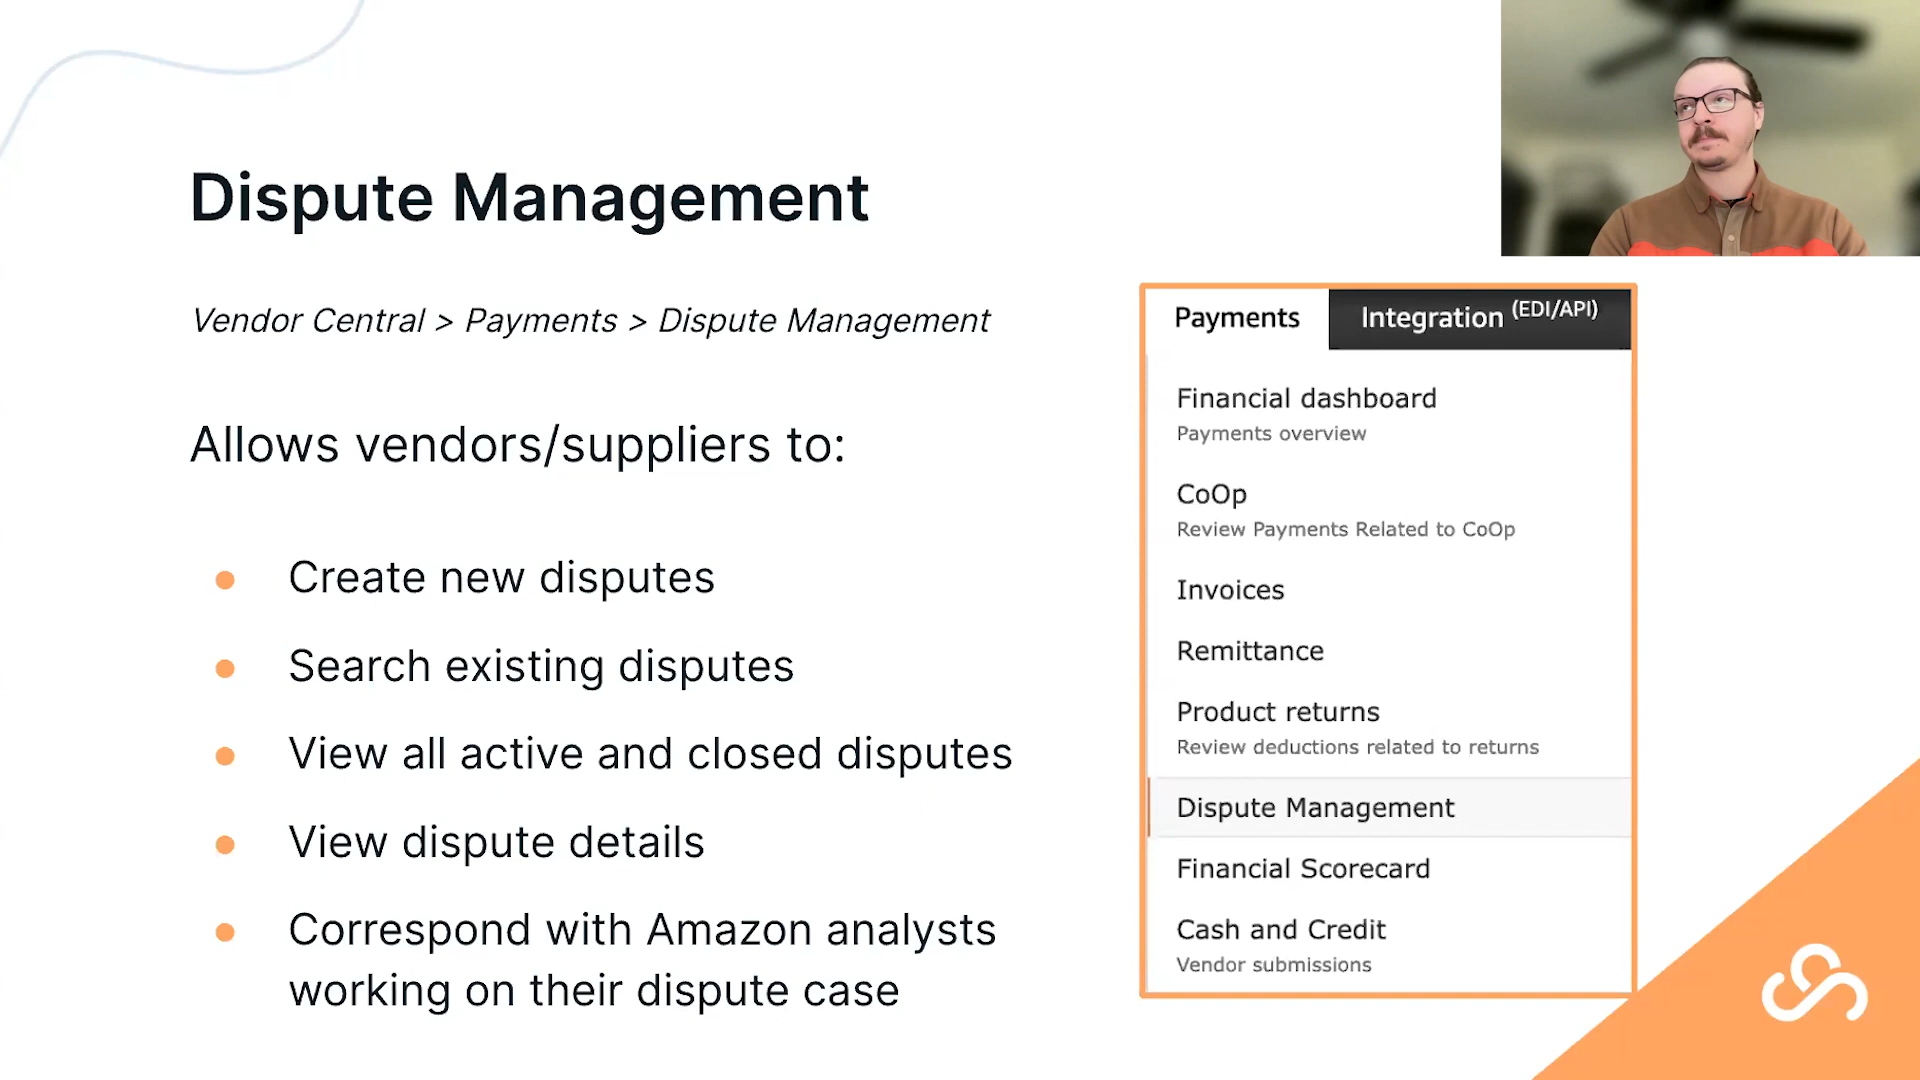 Dispute Management
Vendor Central > Payments > Dispute Management
Allows vendors/suppliers to:
● Create new disputes
● Search existing disputes
● View all active and closed disputes
● View dispute details
● Correspond with Amazon analysts
working on their dispute case
Payments
Integration (EDI/API)
Financial dashboard
Payments overview
CoOp
Review Payments Related to CoOp
Invoices
Remittance
Product returns
Review deductions related to returns
Dispute Management
Financial Scorecard
Cash and Credit
Vendor submissions